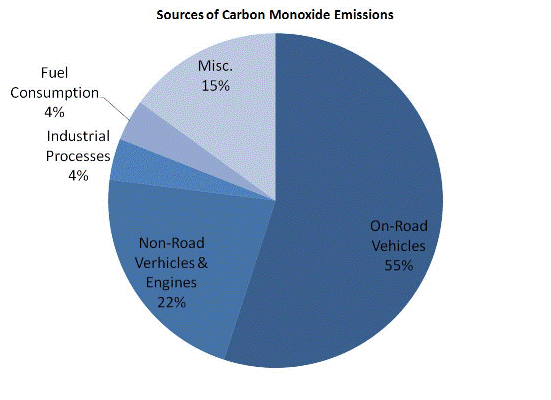 Sources of Carbon Monoxide Emissions
Misc.
15%
Fuel
Consumption
4%
Industrial
Processes
4%
On-Road
Vehicles
55%
Non-Road
Verhicles &
Engines
22%